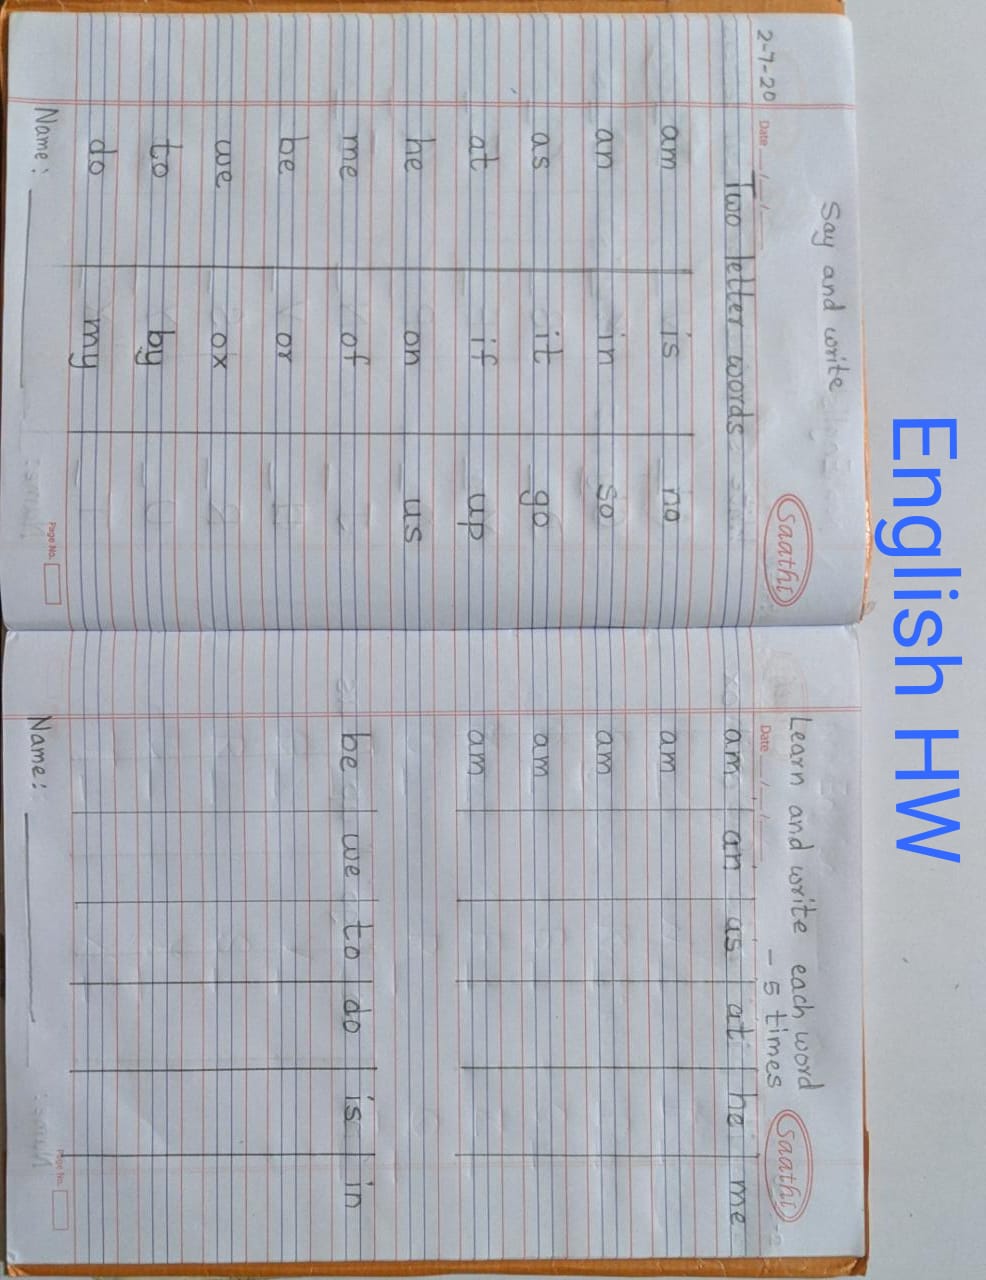 English HW
Say and write
saathi
2-7-20 Date
Two letter words
am is no
an in so
as it go
at if up
he on us
me of
be or
we ox
to by
do my
Name:
Page No.
Learn and write each word
- 5 times
saathi
Date
am an as at he me
am
am
am
am
be we to do is in
Name:
Page No.